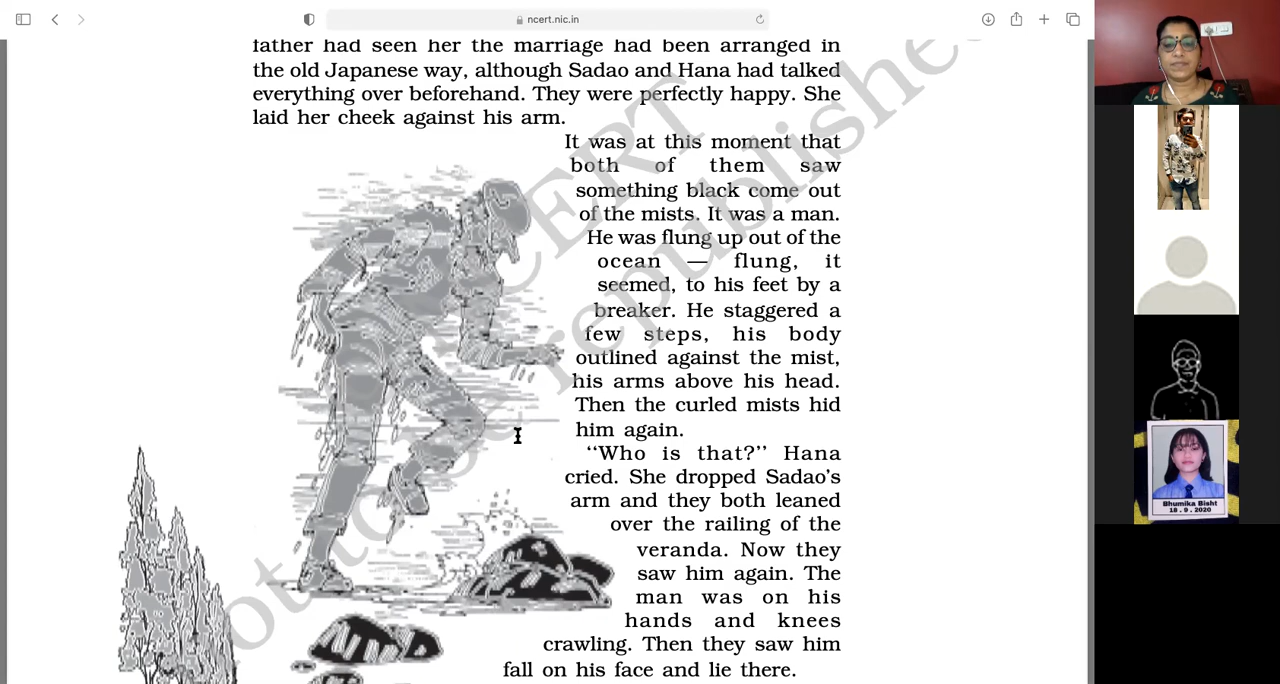 ncert.nic.in
father had seen her the marriage had been arranged in
the old Japanese way, although Sadao and Hana had talked
everything over beforehand. They were perfectly happy. She
laid her cheek against his arm.
It was at this moment that
both of them saw
something black come out
of the mists. It was a man.
He was flung up out of the
ocean — flung, it
seemed, to his feet by a
breaker. He staggered a
few steps, his body
outlined against the mist,
his arms above his head.
Then the curled mists hid
him again.
“Who is that?” Hana
cried. She dropped Sadao’s
arm and they both leaned
over the railing of the
veranda. Now they
saw him again. The
man was on his
hands and knees
crawling. Then they saw him
fall on his face and lie there.
not to republishe
CERT
Bhumika Bisht
18 . 9 . 2020